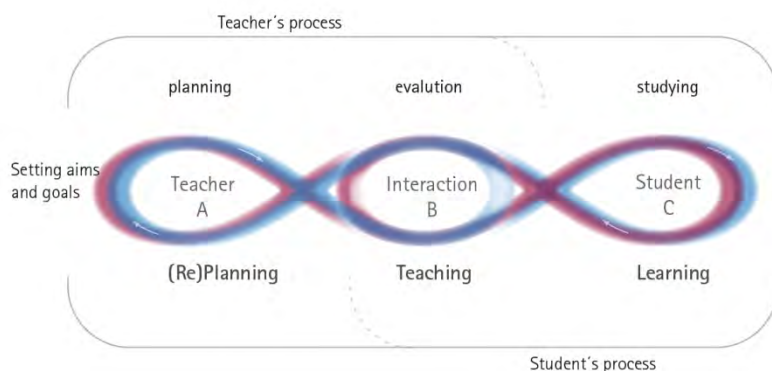 Teacher´s process
planning
evalution
studying
Setting aims
and goals
Teacher
A
Interaction
B
Student
C
(Re)Planning
Teaching
Learning
Student´s process